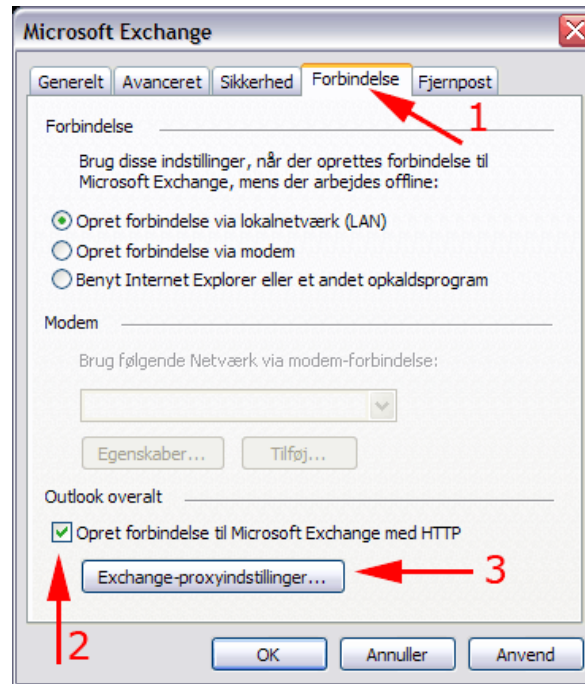 Microsoft Exchange
Generelt Avanceret Sikkerhed Forbindelse Fjernpost
1
Forbindelse
Brug disse indstillinger, når der oprettes forbindelse til
Microsoft Exchange, mens der arbejdes offline:
Opret forbindelse via lokalnetværk (LAN)
Opret forbindelse via modem
Benyt Internet Explorer eller et andet opkaldsprogram
Modem
Brug følgende Netværk via modem-forbindelse:
Egenskaber... Tilføj...
Outlook overalt
Opret forbindelse til Microsoft Exchange med HTTP
Exchange-proxyindstillinger... 3
2
OK Annuller Anvend